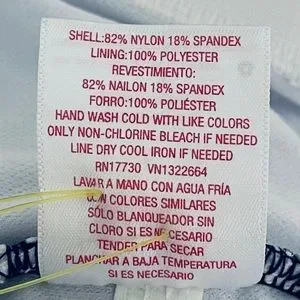 SHELL:82% NYLON 18% SPANDEX
LINING:100% POLYESTER
REVESTIMIENTO:
82% NAILON 18% SPANDEX
FORRO:100% POLIÉSTER
HAND WASH COLD WITH LIKE COLORS
ONLY NON-CHLORINE BLEACH IF NEEDED
LINE DRY COOL IRON IF NEEDED
RN17730 VN1322664
LAVAR A MANO CON AGUA FRÍA
CON COLORES SIMILARES
SÓLO BLANQUEADOR SIN
CLORO SI ES NECESARIO
TENDER PARA SECAR
PLANCHAR A BAJA TEMPERATURA
SI ES NECESARIO